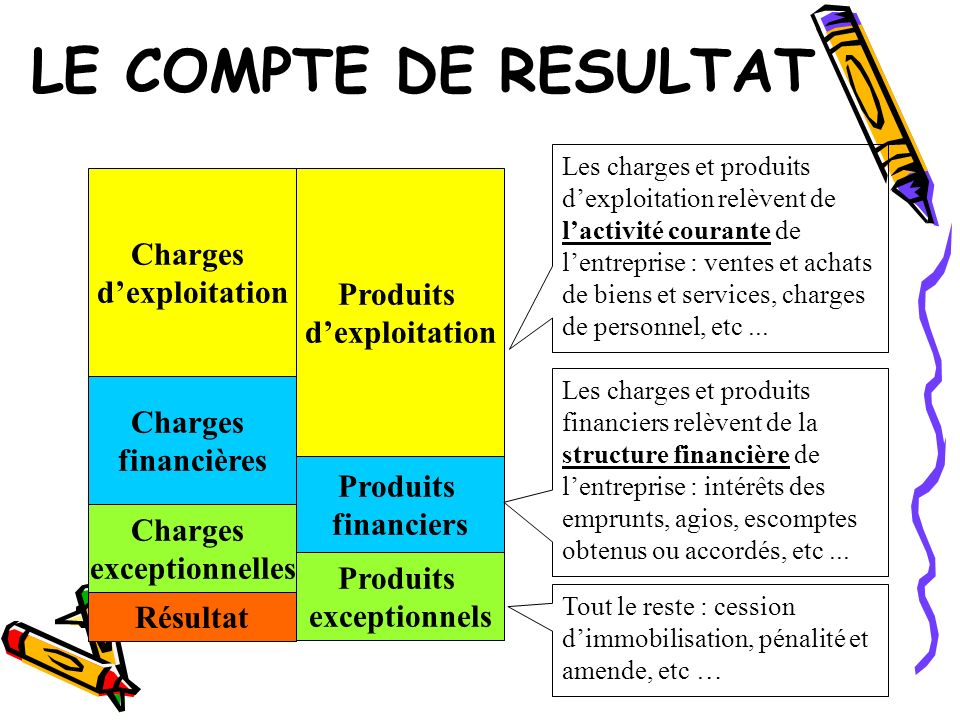 LE COMPTE DE RESULTAT
Charges
d’exploitation
Charges
financières
Charges
exceptionnelles
Résultat
Produits
d’exploitation
Produits
financiers
Produits
exceptionnels
Les charges et produits
d’exploitation relèvent de
l’activité courante de
l’entreprise : ventes et achats
de biens et services, charges
de personnel, etc ...
Les charges et produits
financiers relèvent de la
structure financière de
l’entreprise : intérêts des
emprunts, agios, escomptes
obtenus ou accordés, etc ...
Tout le reste : cession
d’immobilisation, pénalité et
amende, etc …